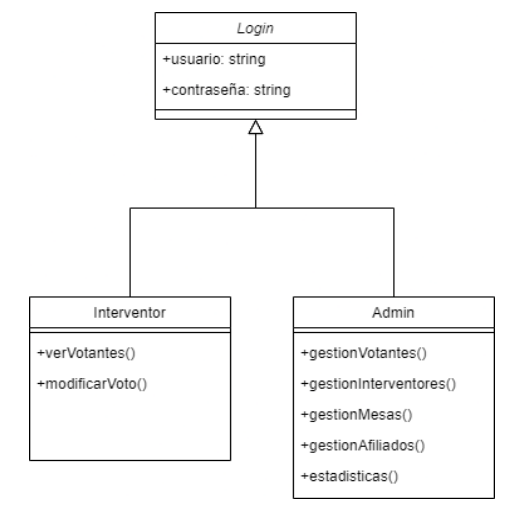 Login
+usuario: string
+contraseña: string
Interventor
+verVotantes()
+modificarVoto()
Admin
+gestionVotantes()
+gestionInterventores()
+gestionMesas()
+gestionAfiliados()
+estadisticas()